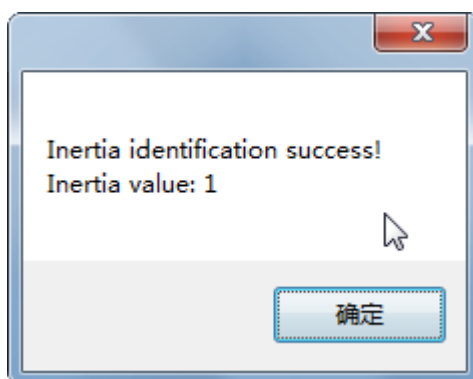 Inertia identification success!
Inertia value: 1
确定